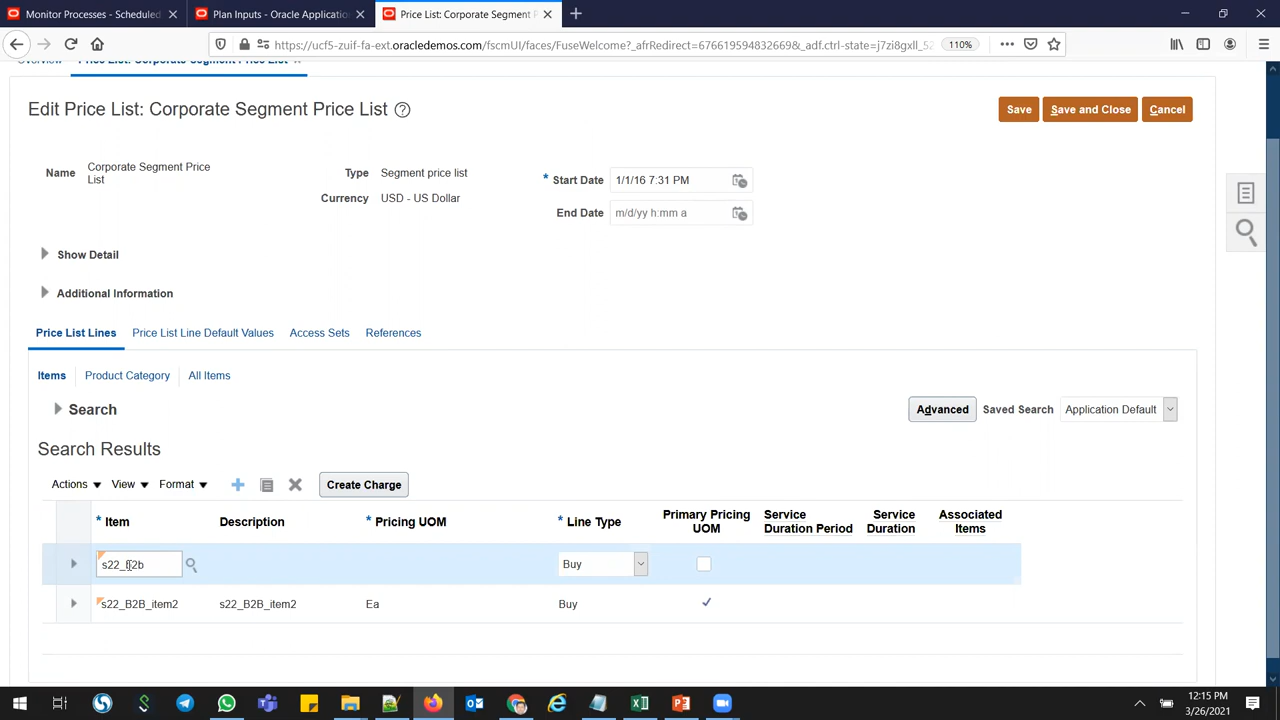 Monitor Processes - Scheduled
Plan Inputs - Oracle Application
Price List: Corporate Segment P
https://ucf5-zuif-fa-ext.oracledemos.com/fscmUI/faces/FuseWelcome?_afrRedirect=676619594832669&_adf.ctrl-state=j7zi8gxll_52
110%
Edit Price List: Corporate Segment Price List
Save
Save and Close
Cancel
Name
Corporate Segment Price
List
Type
Segment price list
Currency
USD - US Dollar
* Start Date
1/1/16 7:31 PM
End Date
m/d/yy h:mm a
Show Detail
Additional Information
Price List Lines
Price List Line Default Values
Access Sets
References
Items
Product Category
All Items
Search
Advanced
Saved Search
Application Default
Search Results
Actions
View
Format
Create Charge
* Item
Description
* Pricing UOM
* Line Type
Primary Pricing
UOM
Service
Duration Period
Service
Duration
Associated
Items
s22_b2b
Buy
s22_B2B_item2
s22_B2B_item2
Ea
Buy
12:15 PM
3/26/2021